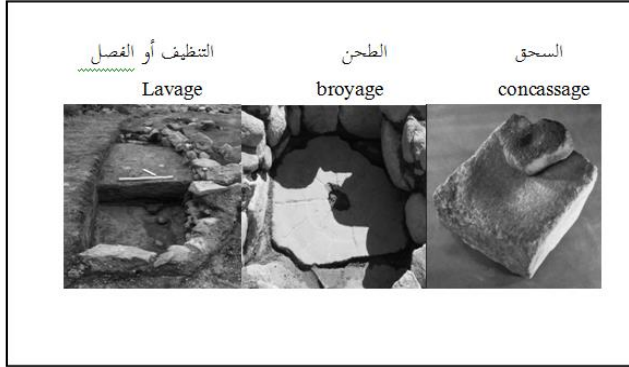 السحق
الطحن
التنظيف أو الفصل
concassage
broyage
Lavage